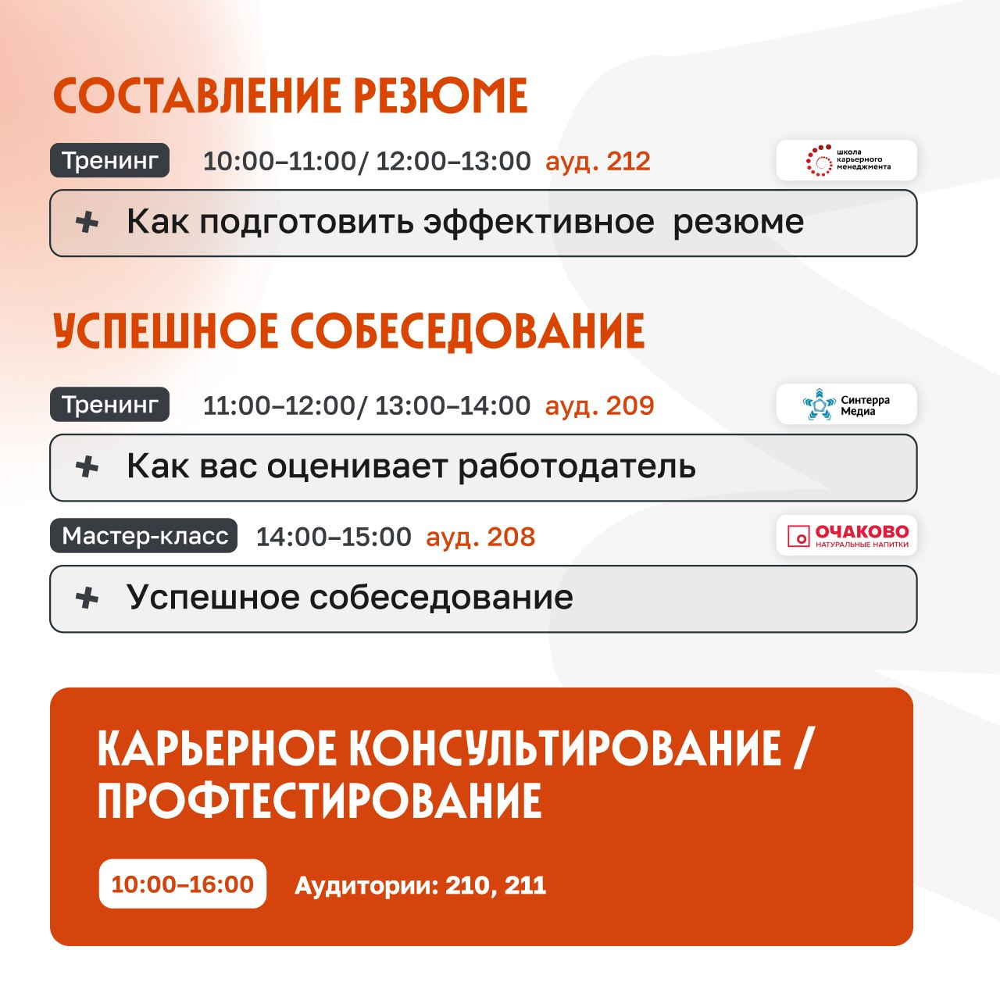 СОСТАВЛЕНИЕ РЕЗЮМЕ
Тренинг 10:00–11:00/ 12:00–13:00 ауд. 212
школа
карьерного
менеджмента
+ Как подготовить эффективное резюме
УСПЕШНОЕ СОБЕСЕДОВАНИЕ
Тренинг 11:00–12:00/ 13:00–14:00 ауд. 209
Синтерра
Медиа
+ Как вас оценивает работодатель
Мастер-класс 14:00–15:00 ауд. 208
ОЧАКОВО
НАТУРАЛЬНЫЕ НАПИТКИ
+ Успешное собеседование
КАРЬЕРНОЕ КОНСУЛЬТИРОВАНИЕ /
ПРОФТЕСТИРОВАНИЕ
10:00–16:00 Аудитории: 210, 211